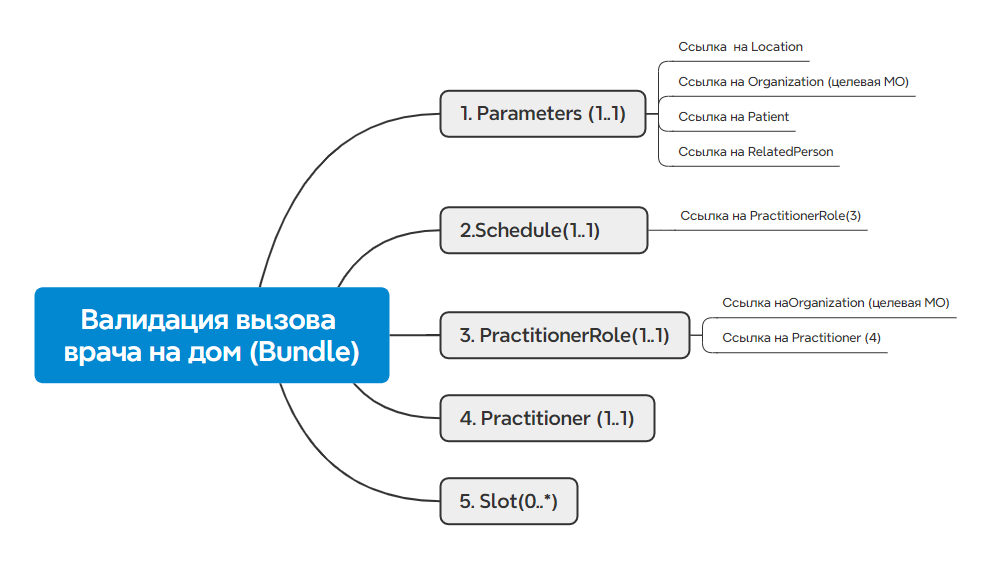 Валидация вызова
врача на дом (Bundle)
1. Parameters (1..1)
Ссылка на Location
Ссылка на Organization (целевая МО)
Ссылка на Patient
Ссылка на RelatedPerson
2.Schedule(1..1)
Ссылка на PractitionerRole(3)
3. PractitionerRole(1..1)
Ссылка наOrganization (целевая МО)
Ссылка на Practitioner (4)
4. Practitioner (1..1)
5. Slot(0..*)